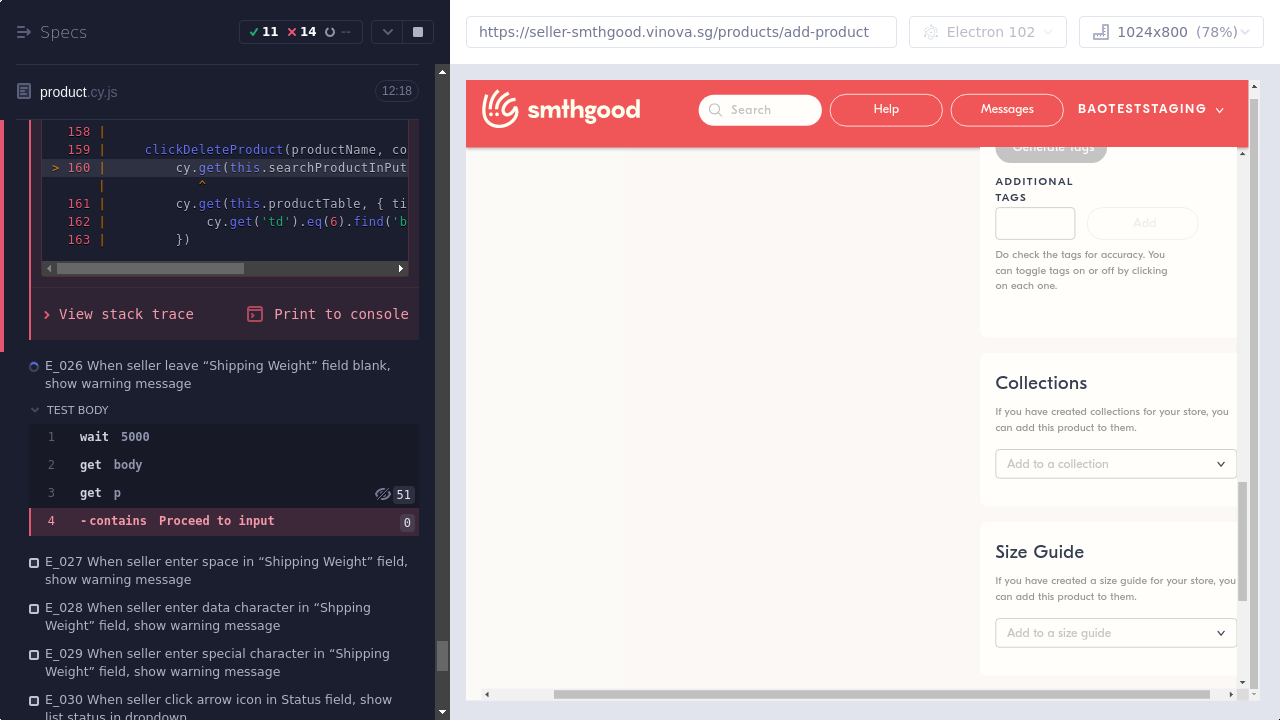 Specs
11
14
--
product.cy.js
12:18
158 |
159 | clickDeleteProduct(productName, co
> 160 | cy.get(this.searchProductInPut
| ^
161 | cy.get(this.productTable, { ti
162 | cy.get('td').eq(6).find('b
163 | })
View stack trace
Print to console
E_026 When seller leave “Shipping Weight” field blank,
show warning message
TEST BODY
1 wait 5000
2 get body
3 get p 51
4 -contains Proceed to input 0
E_027 When seller enter space in “Shipping Weight” field,
show warning message
E_028 When seller enter data character in “Shpping
Weight” field, show warning message
E_029 When seller enter special character in “Shipping
Weight” field, show warning message
E_030 When seller click arrow icon in Status field, show
list status in dropdown
https://seller-smthgood.vinova.sg/products/add-product
Electron 102
1024x800 (78%)
smthgood
Search
Help
Messages
BAOTESTSTAGING
Generate Tags
ADDITIONAL
TAGS
Add
Do check the tags for accuracy. You
can toggle tags on or off by clicking
on each one.
Collections
If you have created collections for your store, you
can add this product to them.
Add to a collection
Size Guide
If you have created a size guide for your store, you
can add this product to them.
Add to a size guide